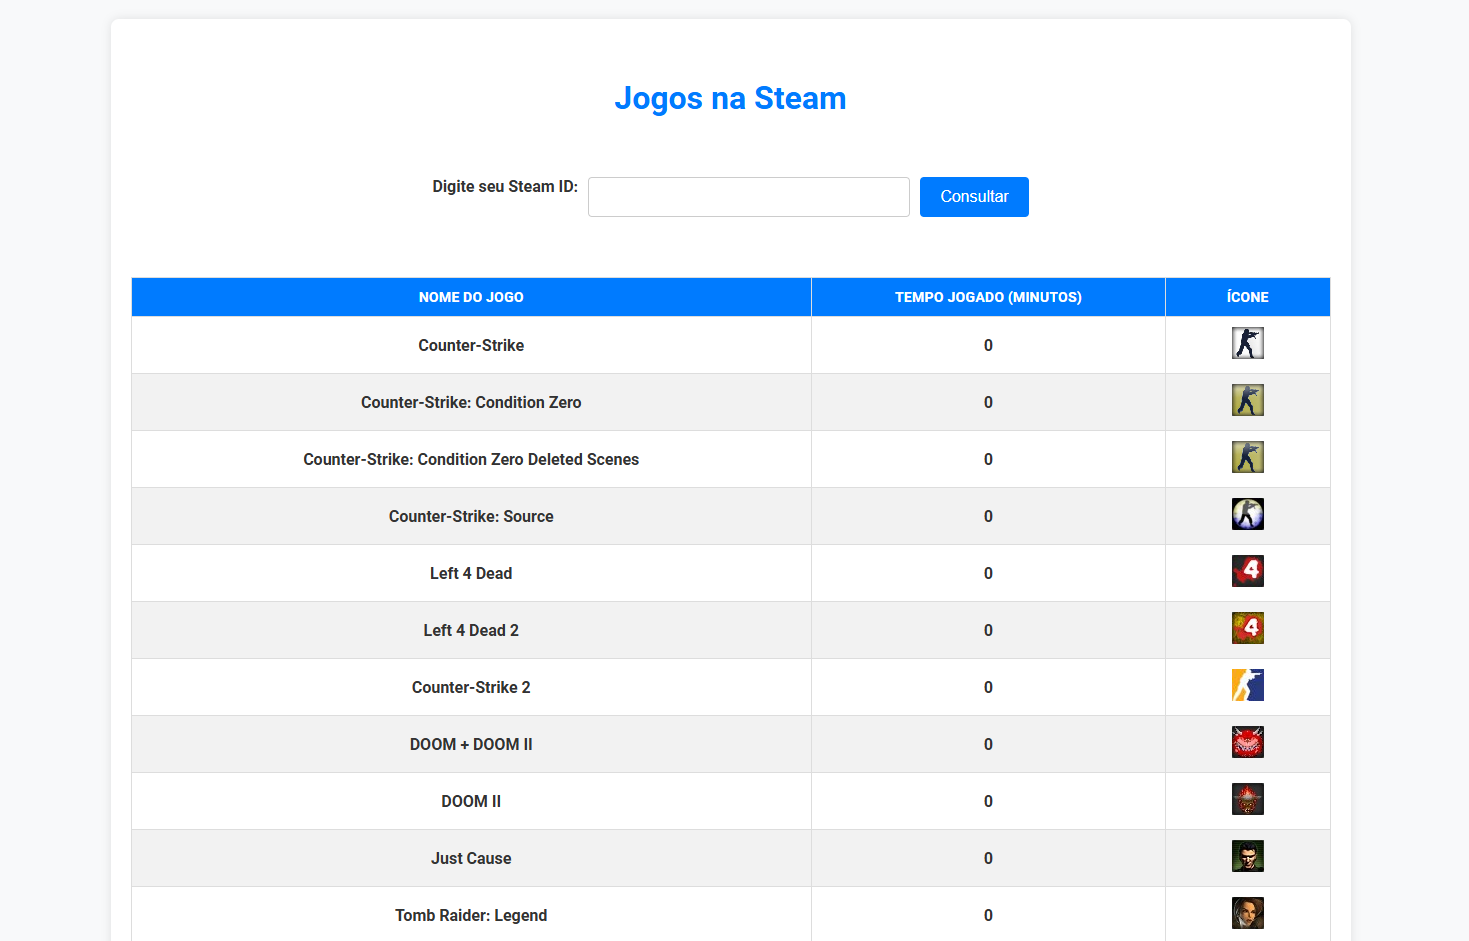 Jogos na Steam
Digite seu Steam ID: Consultar
NOME DO JOGO TEMPO JOGADO (MINUTOS) ÍCONE
Counter-Strike 0
Counter-Strike: Condition Zero 0
Counter-Strike: Condition Zero Deleted Scenes 0
Counter-Strike: Source 0
Left 4 Dead 0 4
Left 4 Dead 2 0 4
Counter-Strike 2 0
DOOM + DOOM II 0
DOOM II 0
Just Cause 0
Tomb Raider: Legend 0